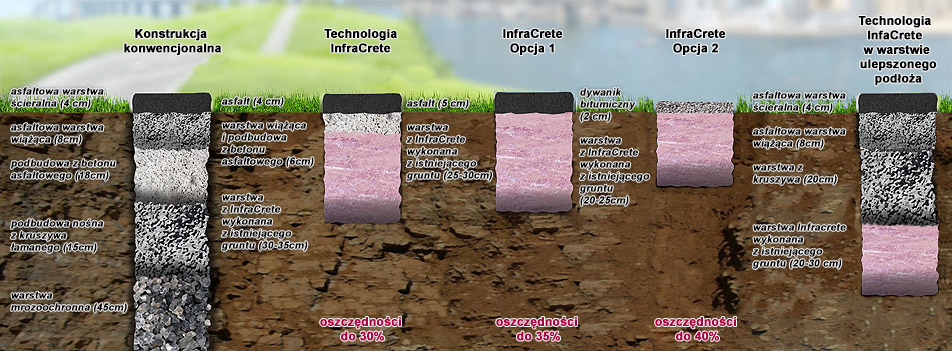 Konstrukcja
konwencjonalna
asfaltowa warstwa
ścieralna (4 cm)
asfaltowa warstwa
wiążąca (8cm)
podbudowa z betonu
asfaltowego (18cm)
podbudowa nośna
z kruszywa
łamanego (15cm)
warstwa
mrozoochronna (45cm)
Technologia
InfraCrete
asfalt (4 cm)
warstwa wiążąca
i podbudowa
z betonu
asfaltowego (6cm)
warstwa
z InfraCrete
wykonana
z istniejącego
gruntu (30-35cm)
oszczędności
do 30%
InfraCrete
Opcja 1
asfalt (5 cm)
warstwa
z InfraCrete
wykonana
z istniejącego
gruntu (25-30cm)
oszczędności
do 35%
InfraCrete
Opcja 2
dywanik
bitumiczny
(2 cm)
warstwa
z InfraCrete
wykonana
z istniejącego
gruntu
(20-25cm)
oszczędności
do 40%
Technologia
InfaCrete
w warstwie
ulepszonego
podłoża
asfaltowa warstwa
ścieralna (4 cm)
asfaltowa warstwa
wiążąca (8cm)
warstwa z
kruszywa (20cm)
warstwa Infracrete
wykonana
z istniejącego
gruntu (20-30 cm)